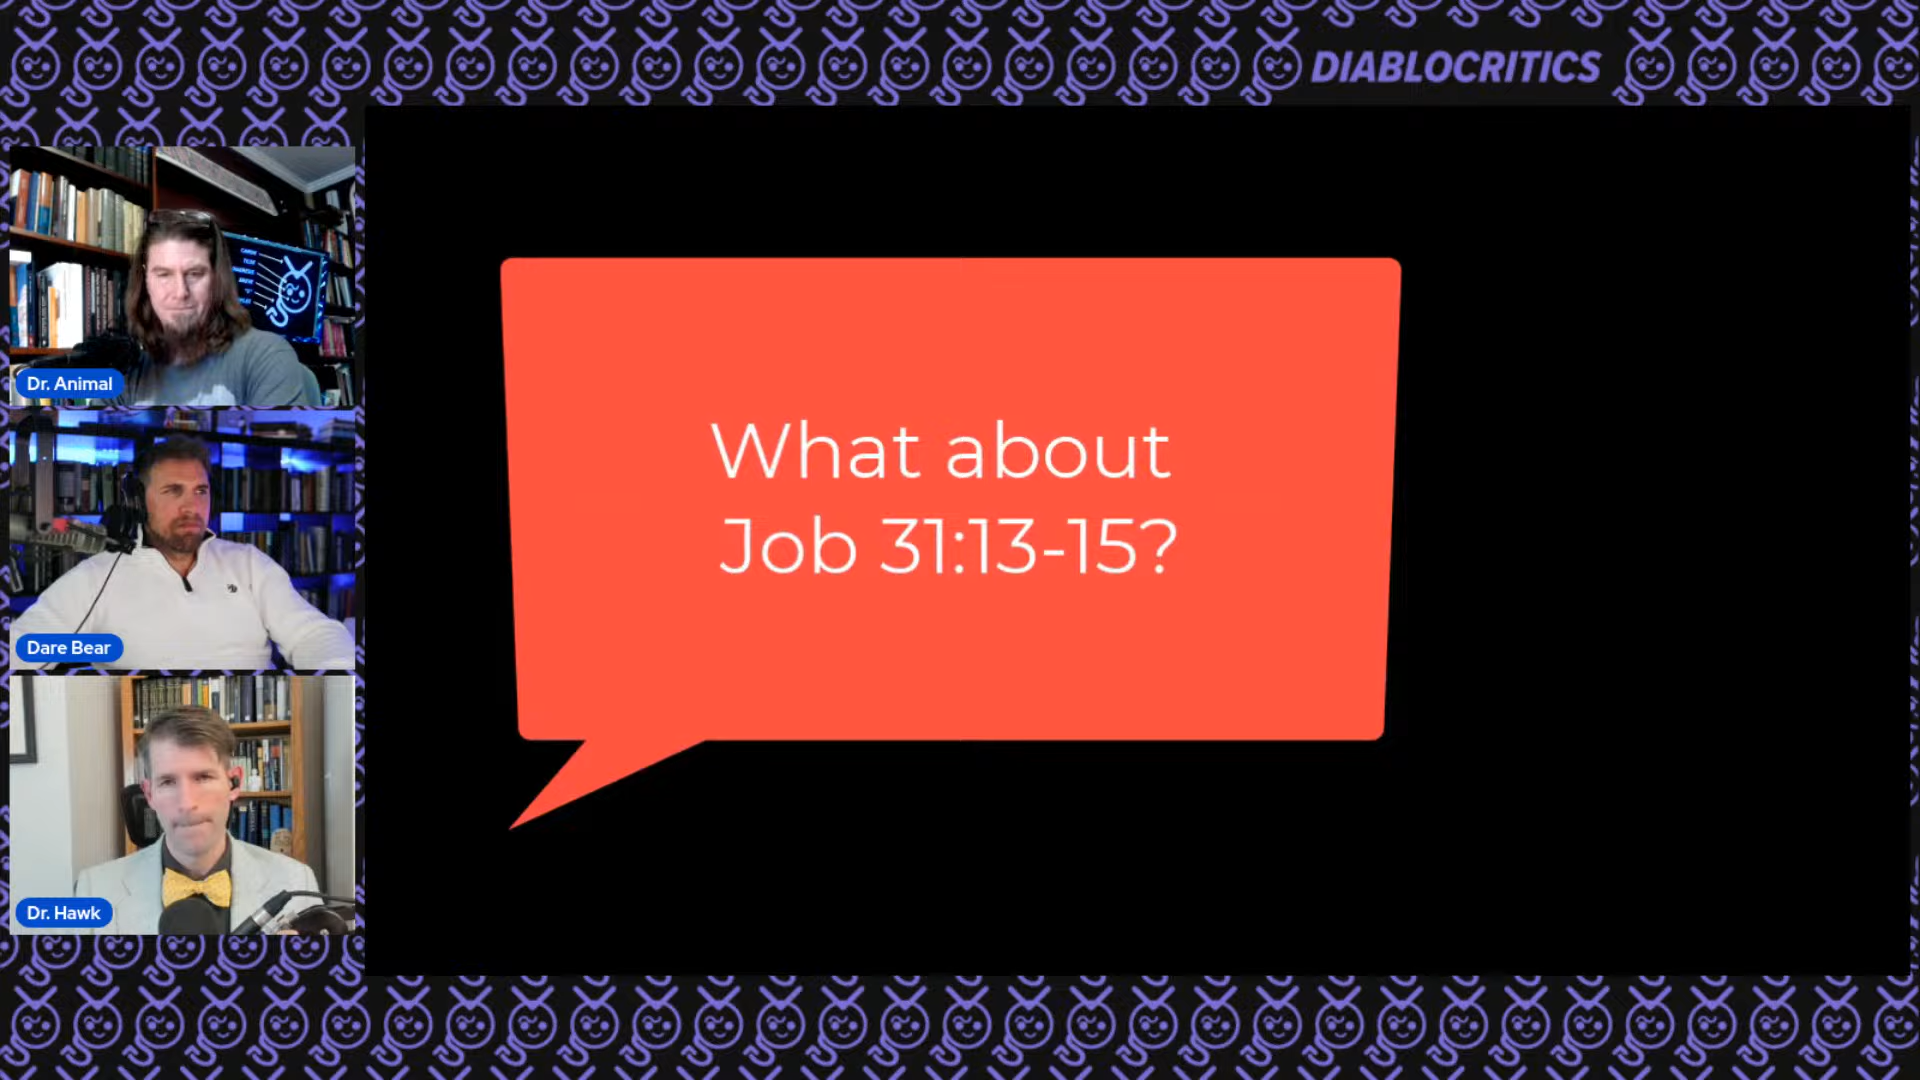 DIABLOCRITICS
Dr. Animal
Dare Bear
Dr. Hawk
What about
Job 31:13-15?